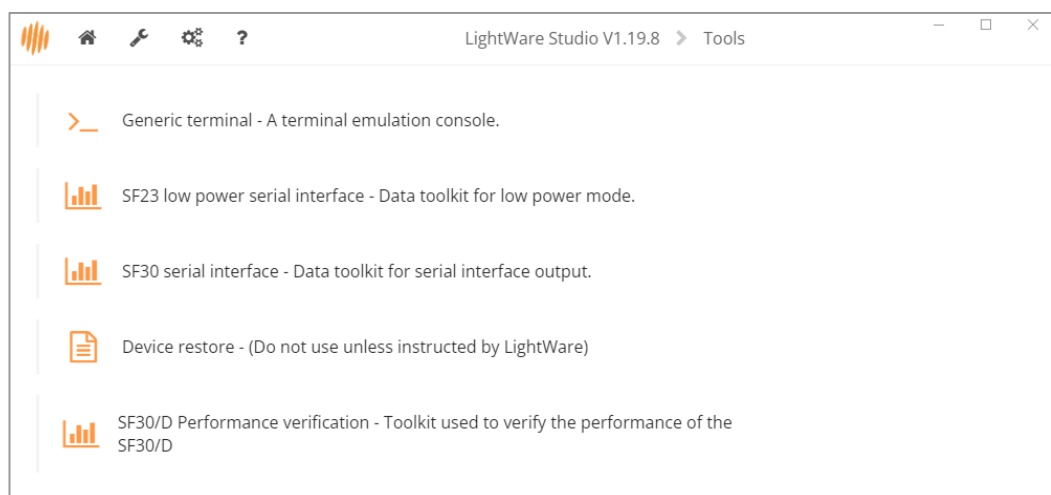 LightWare Studio V1.19.8 > Tools
Generic terminal - A terminal emulation console.
SF23 low power serial interface - Data toolkit for low power mode.
SF30 serial interface - Data toolkit for serial interface output.
Device restore - (Do not use unless instructed by LightWare)
SF30/D Performance verification - Toolkit used to verify the performance of the
SF30/D